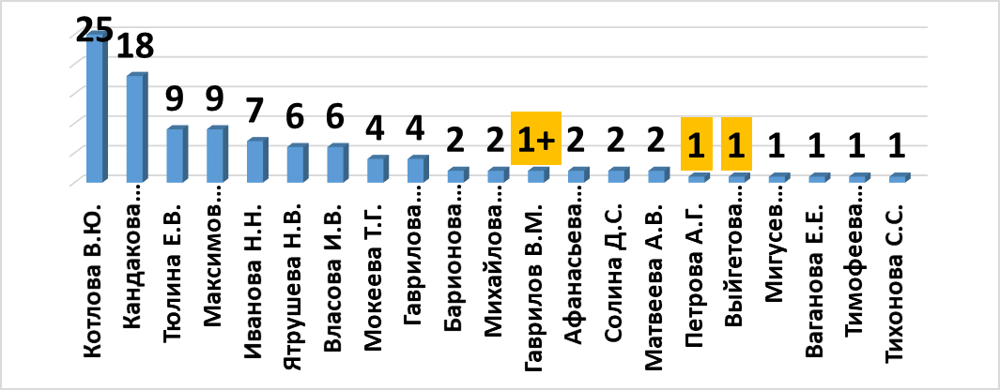 25 18 9 9 7 6 6 4 4 2 2 1+ 2 2 2 1 1 1 1 1 1
Котлова В.Ю.
Кандакова...
Тюлина Е.В.
Максимов...
Иванова Н.Н.
Ятрушева Н.В.
Власова И.В.
Мокеева Т.Г.
Гаврилова...
Барионова...
Михайлова...
Гаврилов В.М.
Афанасьева...
Солина Д.С.
Матвеева А.В.
Петрова А.Г.
Выйгетова...
Мигусев...
Ваганова Е.Е.
Тимофеева...
Тихонова С.С.